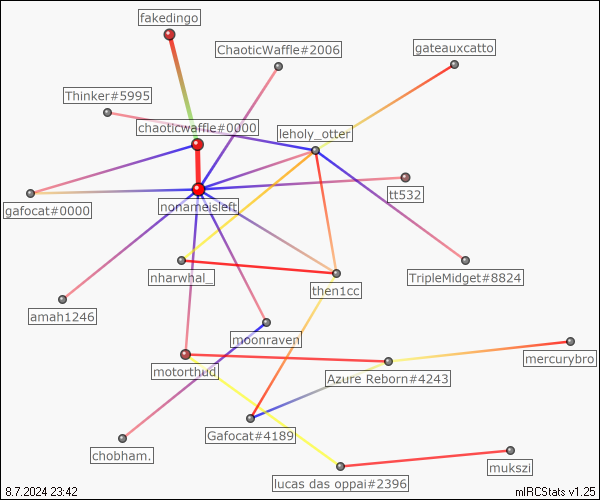 fakedingo
ChaoticWaffle#2006
gateauxcatto
Thinker#5995
chaoticwaffle#0000
leholy_otter
tt532
gafocat#0000
nonameisleft
nharwhal_
then1cc
TripleMidget#8824
amah1246
moonraven
mercurybro
motorthud
Azure Reborn#4243
Gafocat#4189
chobham.
mukszi
lucas das oppai#2396
8.7.2024 23:42
mIRCStats v1.25